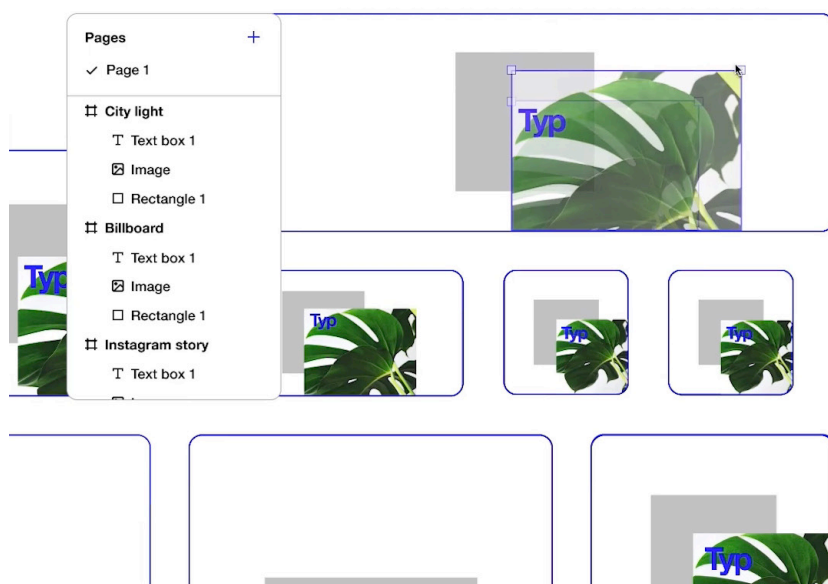 Pages
Page 1
City light
Text box 1
Image
Rectangle 1
Billboard
Text box 1
Image
Rectangle 1
Instagram story
Text box 1
Typ
Typ
Typ
Typ
Typ
Typ